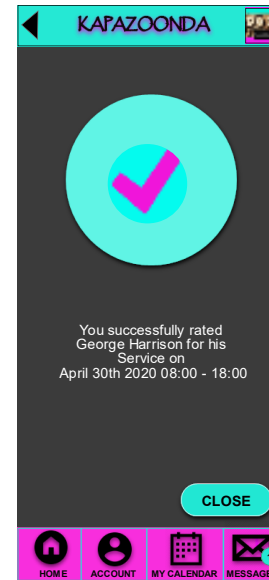 KAPAZOONDA
You successfully rated
George Harrison for his
Service on
April 30th 2020 08:00 - 18:00
CLOSE
HOME ACCOUNT MY CALENDAR